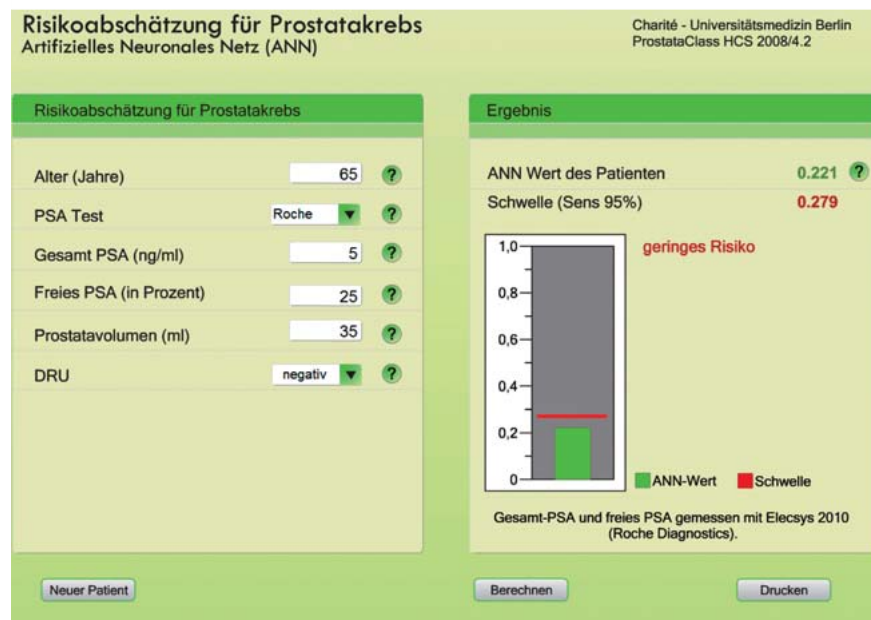 Risikoabschätzung für Prostatakrebs
Artifizielles Neuronales Netz (ANN)
Charité - Universitätsmedizin Berlin
ProstataClass HCS 2008/4.2
Risikoabschätzung für Prostatakrebs
Alter (Jahre) 65 ?
PSA Test Roche ?
Gesamt PSA (ng/ml) 5 ?
Freies PSA (in Prozent) 25 ?
Prostatavolumen (ml) 35 ?
DRU negativ ?
Ergebnis
ANN Wert des Patienten 0.221 ?
Schwelle (Sens 95%) 0.279
geringes Risiko
1,0
0,8
0,6
0,4
0,2
0
ANN-Wert Schwelle
Gesamt-PSA und freies PSA gemessen mit Elecsys 2010
(Roche Diagnostics).
Neuer Patient Berechnen Drucken